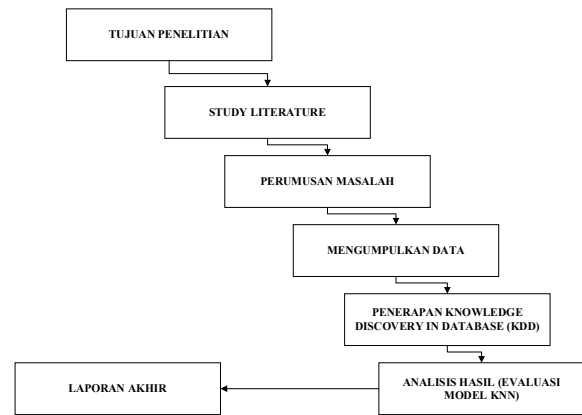 TUJUAN PENELITIAN
STUDY LITERATURE
PERUMUSAN MASALAH
MENGUMPULKAN DATA
PENERAPAN KNOWLEDGE
DISCOVERY IN DATABASE (KDD)
ANALISIS HASIL (EVALUASI
MODEL KNN)
LAPORAN AKHIR